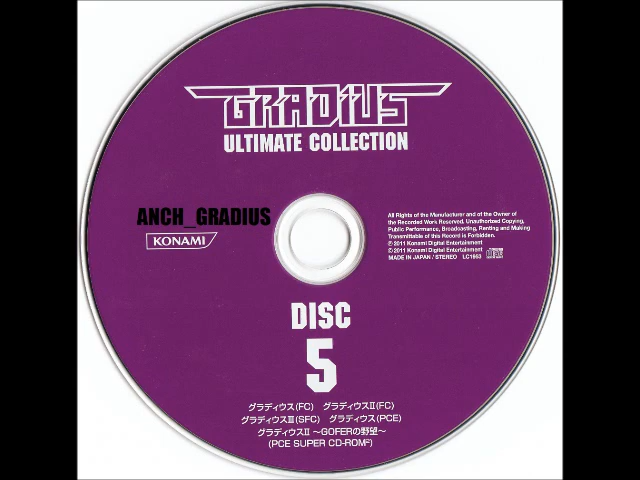 GRADIUS
ULTIMATE COLLECTION
ANCH_GRADIUS
KONAMI
All Rights of the Manufacturer and of the Owner of
the Recorded Work Reserved. Unauthorized Copying,
Public Performance, Broadcasting, Renting and Making
Transmittable of this Record is Forbidden.
℗ 2011 Konami Digital Entertainment
© 2011 Konami Digital Entertainment
MADE IN JAPAN / STEREO LC1953
DISC
5
グラディウス(FC) グラディウスⅡ(FC)
グラディウスⅢ(SFC) グラディウス(PCE)
グラディウスⅡ ～GOFERの野望～
(PCE SUPER CD-ROM²)